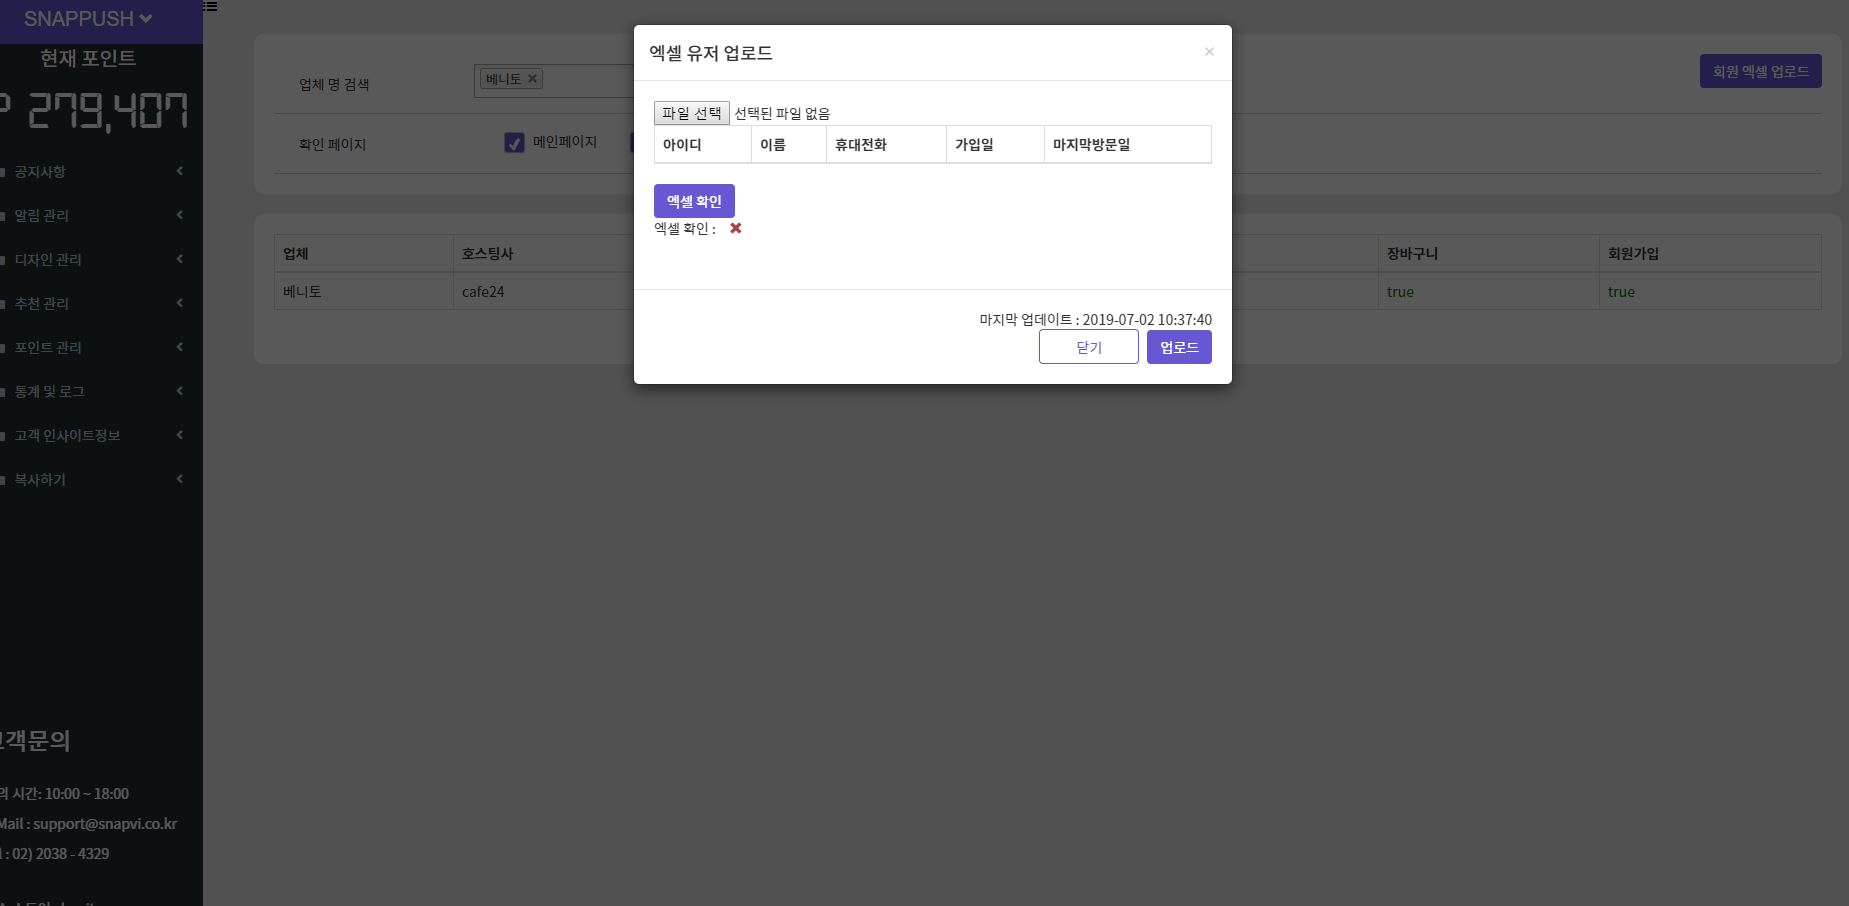 SNAPPUSH
현재 포인트
P 279,407
공지사항
알림 관리
디자인 관리
추천 관리
포인트 관리
통계 및 로그
고객 인사이트정보
복사하기
고객문의
의 시간: 10:00 ~ 18:00
Mail : support@snapvi.co.kr
l : 02) 2038 - 4329
업체 명 검색
베니토
회원 엑셀 업로드
확인 페이지
메인페이지
업체 호스팅사 장바구니 회원가입
베니토 cafe24 true true
엑셀 유저 업로드
×
파일 선택 선택된 파일 없음
아이디 이름 휴대전화 가입일 마지막방문일
엑셀 확인
엑셀 확인 :
마지막 업데이트 : 2019-07-02 10:37:40
닫기 업로드